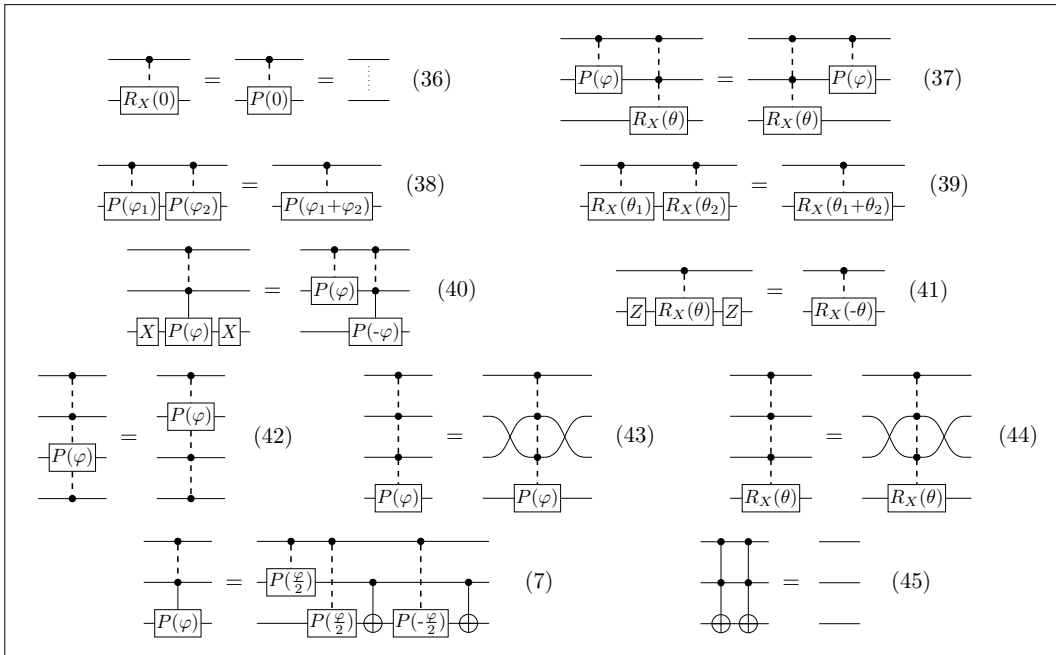 R_X(0) = P(0) = (36)
P(φ) R_X(θ) = R_X(θ) P(φ) (37)
P(φ₁) P(φ₂) = P(φ₁+φ₂) (38)
R_X(θ₁) R_X(θ₂) = R_X(θ₁+θ₂) (39)
X P(φ) X = P(φ) P(-φ) (40)
Z R_X(θ) Z = R_X(-θ) (41)
P(φ) = P(φ) (42)
P(φ) = P(φ) (43)
R_X(θ) = R_X(θ) (44)
P(φ) = P(φ/2) P(φ/2) P(-φ/2) (7)
= (45)